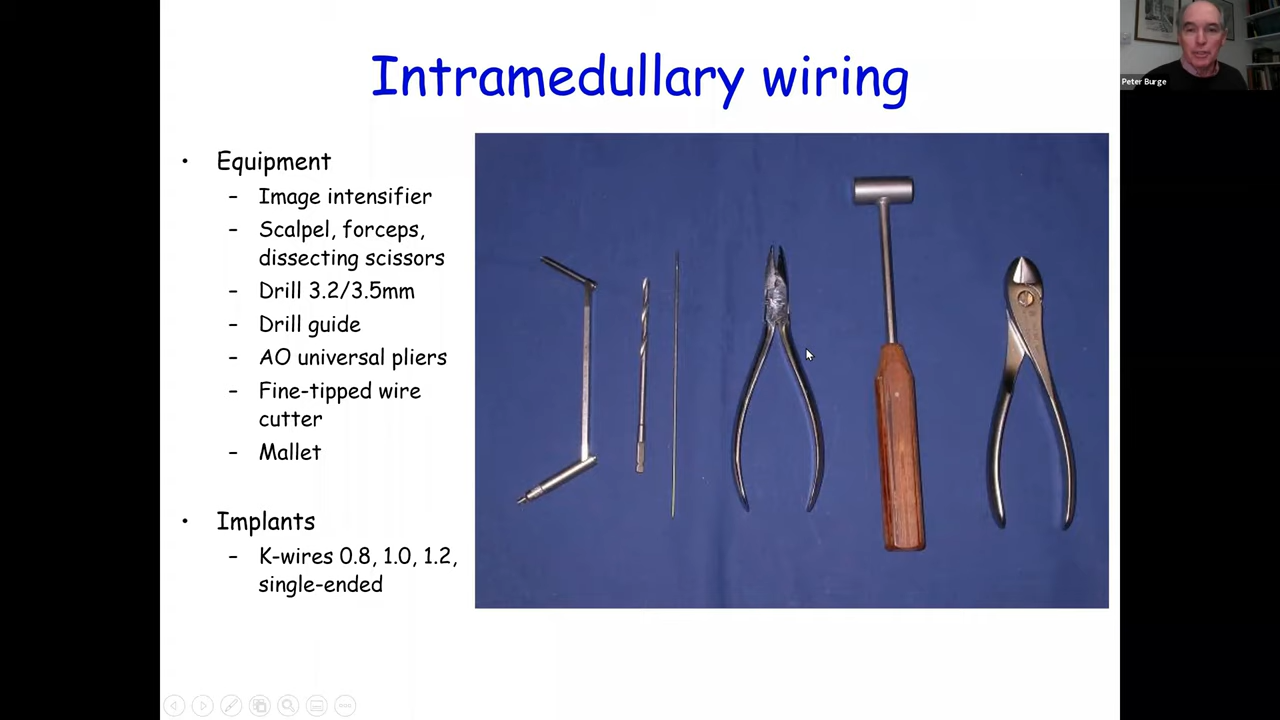 Intramedullary wiring
Peter Burge
• Equipment
– Image intensifier
– Scalpel, forceps,
dissecting scissors
– Drill 3.2/3.5mm
– Drill guide
– AO universal pliers
– Fine-tipped wire
cutter
– Mallet
• Implants
– K-wires 0.8, 1.0, 1.2,
single-ended